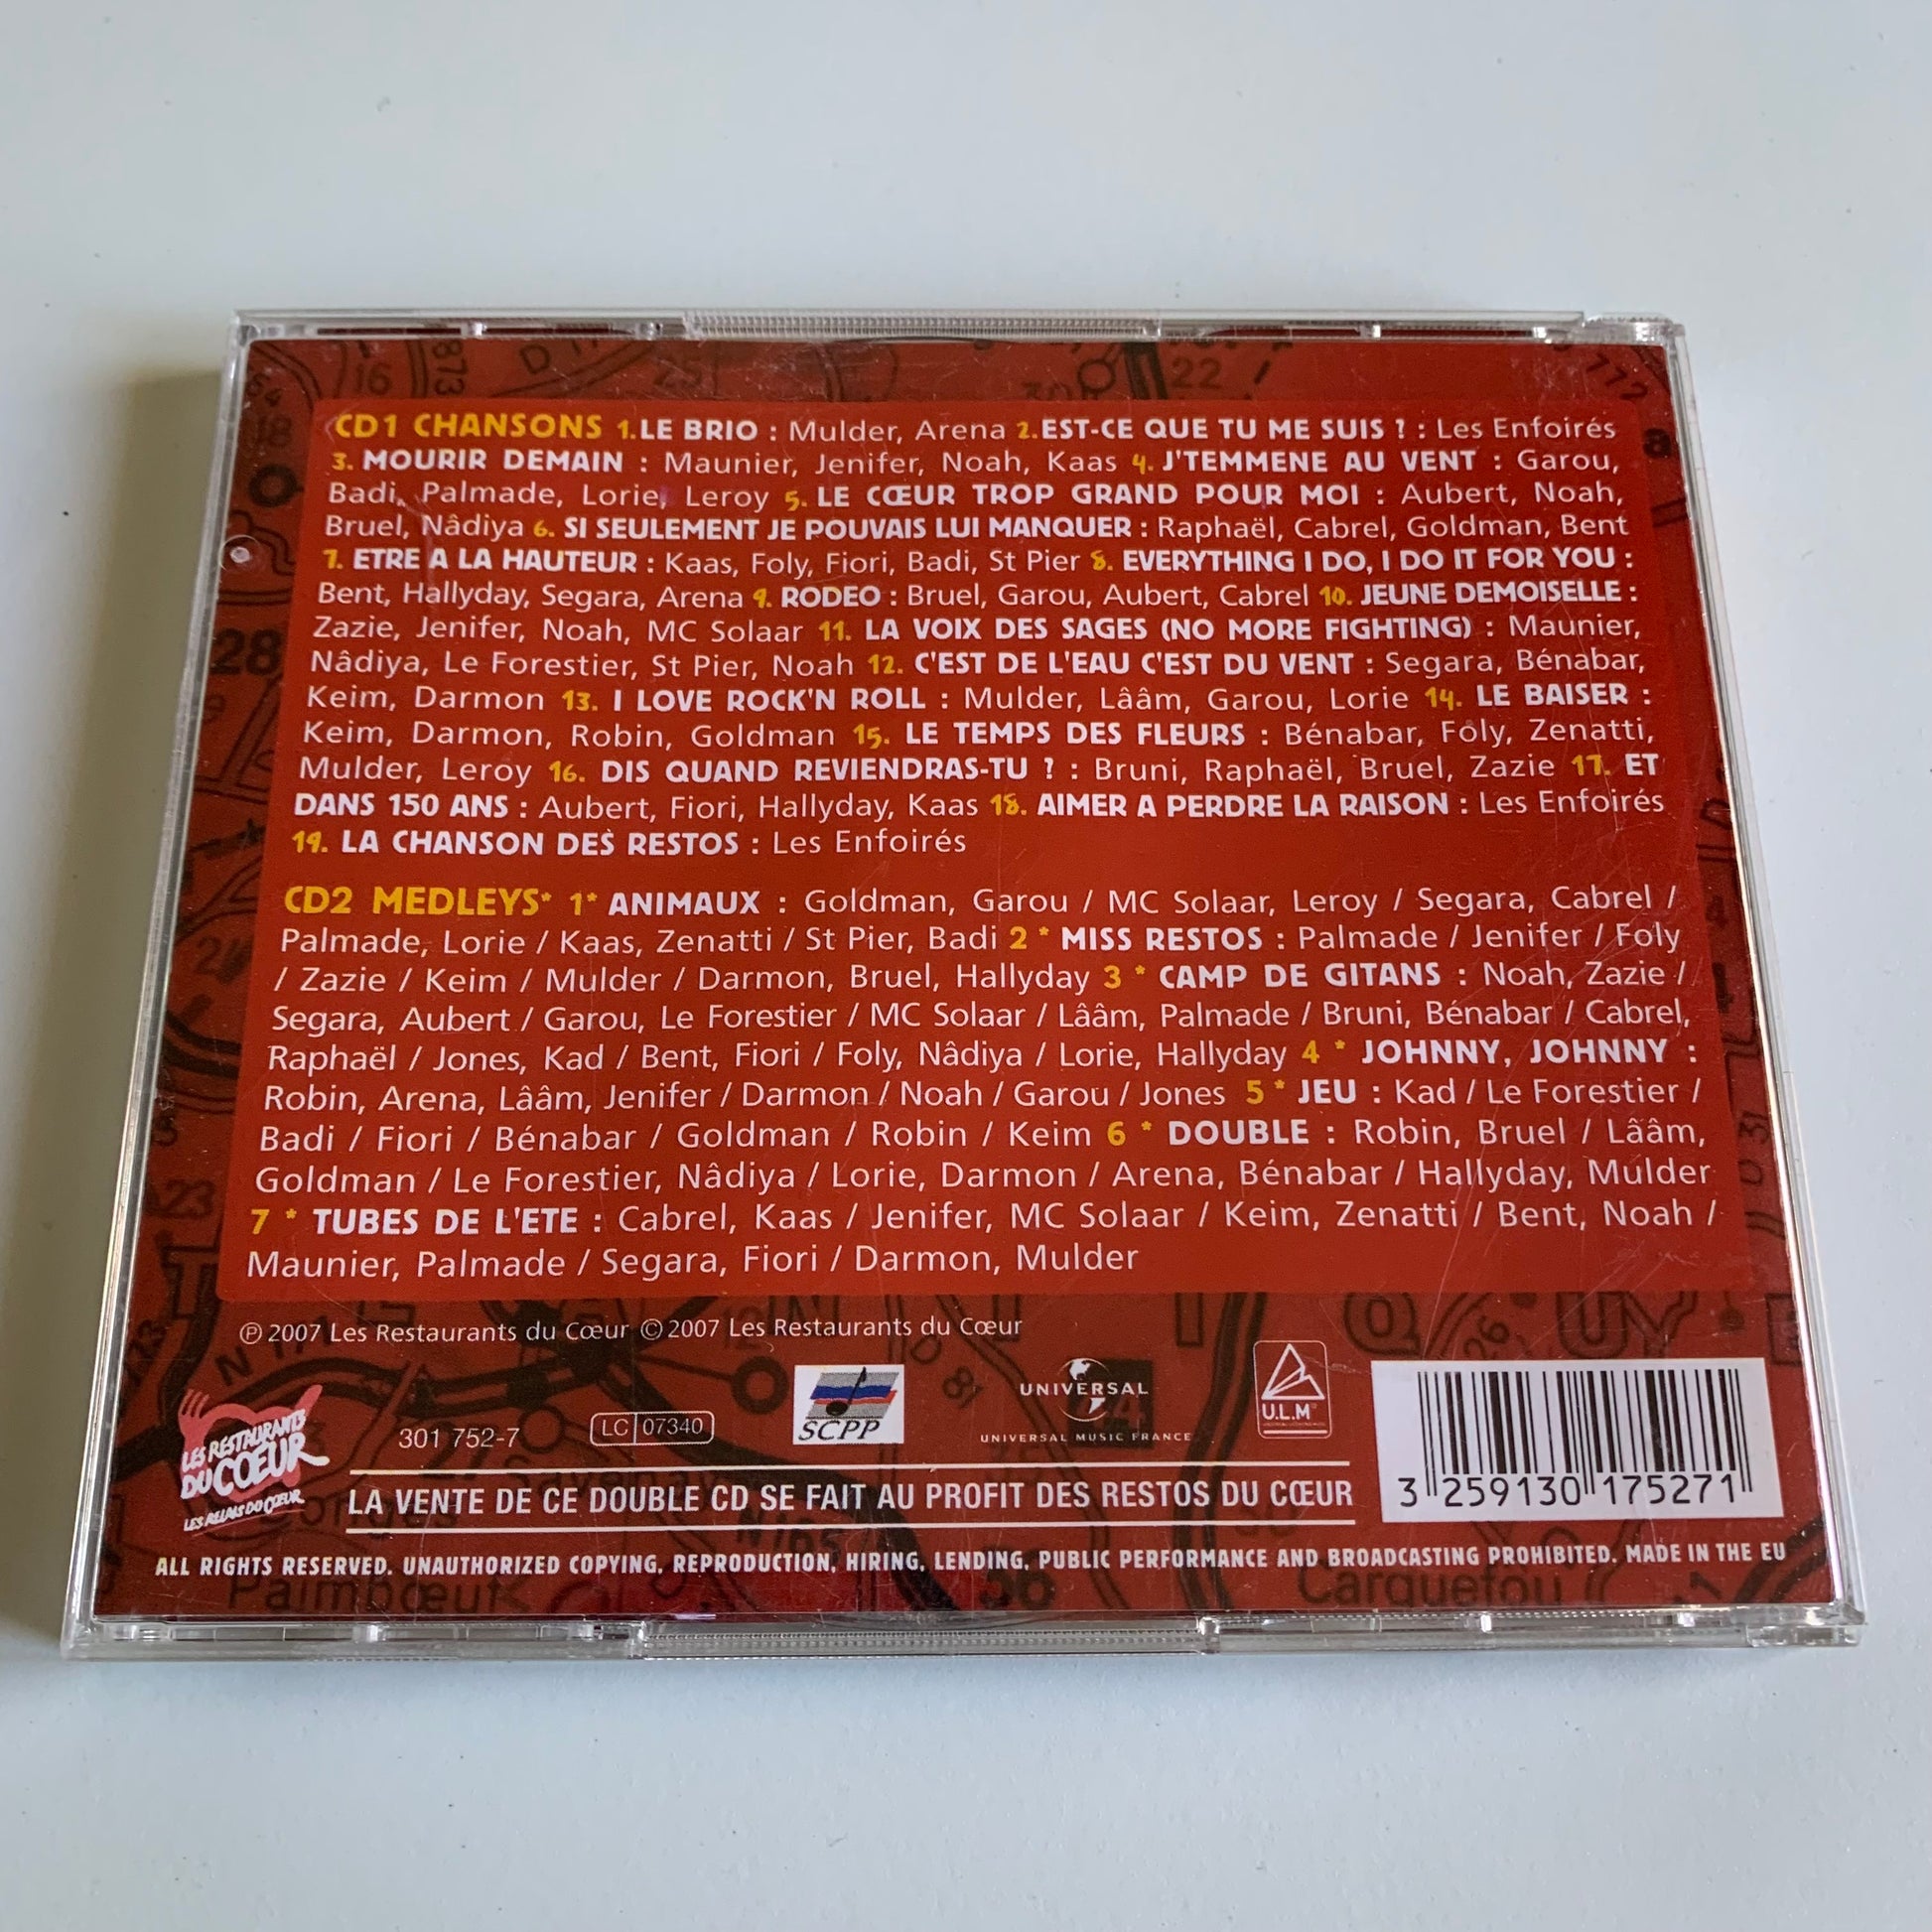 CD1 CHANSONS 1. LE BRIO : Mulder, Arena 2. EST-CE QUE TU ME SUIS ? : Les Enfoirés
3. MOURIR DEMAIN : Maunier, Jenifer, Noah, Kaas 4. J'TEMMENE AU VENT : Garou,
Badi, Palmade, Lorie, Leroy 5. LE CŒUR TROP GRAND POUR MOI : Aubert, Noah,
Bruel, Nâdiya 6. SI SEULEMENT JE POUVAIS LUI MANQUER : Raphaël, Cabrel, Goldman, Bent
7. ETRE A LA HAUTEUR : Kaas, Foly, Fiori, Badi, St Pier 8. EVERYTHING I DO, I DO IT FOR YOU :
Bent, Hallyday, Segara, Arena 9. RODEO : Bruel, Garou, Aubert, Cabrel 10. JEUNE DEMOISELLE :
Zazie, Jenifer, Noah, MC Solaar 11. LA VOIX DES SAGES (NO MORE FIGHTING) : Maunier,
Nâdiya, Le Forestier, St Pier, Noah 12. C'EST DE L'EAU C'EST DU VENT : Segara, Bénabar,
Keim, Darmon 13. I LOVE ROCK'N ROLL : Mulder, Lââm, Garou, Lorie 14. LE BAISER :
Keim, Darmon, Robin, Goldman 15. LE TEMPS DES FLEURS : Bénabar, Foly, Zenatti,
Mulder, Leroy 16. DIS QUAND REVIENDRAS-TU ? : Bruni, Raphaël, Bruel, Zazie 17. ET
DANS 150 ANS : Aubert, Fiori, Hallyday, Kaas 18. AIMER A PERDRE LA RAISON : Les Enfoirés
19. LA CHANSON DES RESTOS : Les Enfoirés
CD2 MEDLEYS* 1* ANIMAUX : Goldman, Garou / MC Solaar, Leroy / Segara, Cabrel /
Palmade, Lorie / Kaas, Zenatti / St Pier, Badi 2 * MISS RESTOS : Palmade / Jenifer / Foly
/ Zazie / Keim / Mulder / Darmon, Bruel, Hallyday 3 * CAMP DE GITANS : Noah, Zazie /
Segara, Aubert / Garou, Le Forestier / MC Solaar / Lââm, Palmade / Bruni, Bénabar / Cabrel,
Raphaël / Jones, Kad / Bent, Fiori / Foly, Nâdiya / Lorie, Hallyday 4 * JOHNNY, JOHNNY :
Robin, Arena, Lââm, Jenifer / Darmon / Noah / Garou / Jones 5 * JEU : Kad / Le Forestier /
Badi / Fiori / Bénabar / Goldman / Robin / Keim 6 * DOUBLE : Robin, Bruel / Lââm,
Goldman / Le Forestier, Nâdiya / Lorie, Darmon / Arena, Bénabar / Hallyday, Mulder
7 * TUBES DE L'ETE : Cabrel, Kaas / Jenifer, MC Solaar / Keim, Zenatti / Bent, Noah /
Maunier, Palmade / Segara, Fiori / Darmon, Mulder
℗ 2007 Les Restaurants du Cœur © 2007 Les Restaurants du Cœur
LES RESTAURANTS
DU CŒUR
LES RELAIS DU CŒUR
301 752-7
LC 07340
SCPP
UNIVERSAL
UNIVERSAL MUSIC FRANCE
U.L.M
3 259130 175271
LA VENTE DE CE DOUBLE CD SE FAIT AU PROFIT DES RESTOS DU CŒUR
ALL RIGHTS RESERVED. UNAUTHORIZED COPYING, REPRODUCTION, HIRING, LENDING, PUBLIC PERFORMANCE AND BROADCASTING PROHIBITED. MADE IN THE EU
Paimbœuf
Carquefou